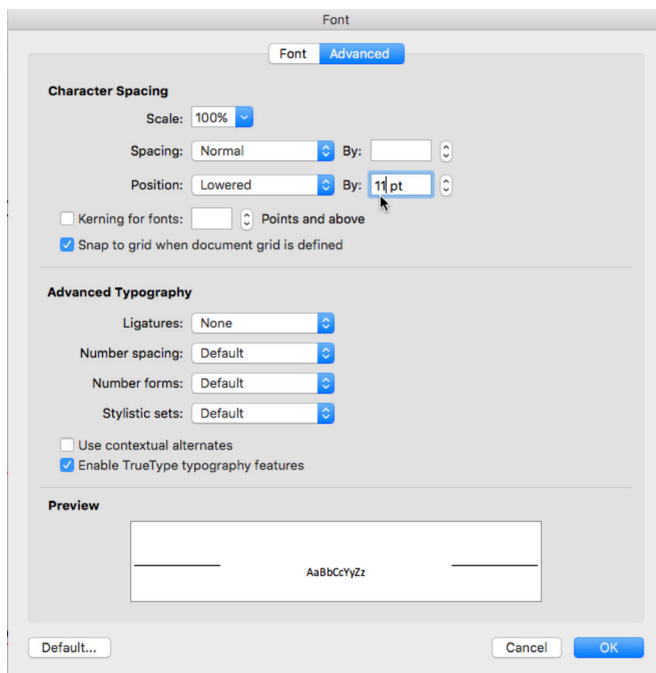 Font
Font Advanced
Character Spacing
Scale: 100%
Spacing: Normal By:
Position: Lowered By: 11 pt
Kerning for fonts: Points and above
Snap to grid when document grid is defined
Advanced Typography
Ligatures: None
Number spacing: Default
Number forms: Default
Stylistic sets: Default
Use contextual alternates
Enable TrueType typography features
Preview
AaBbCcYyZz
Default... Cancel OK